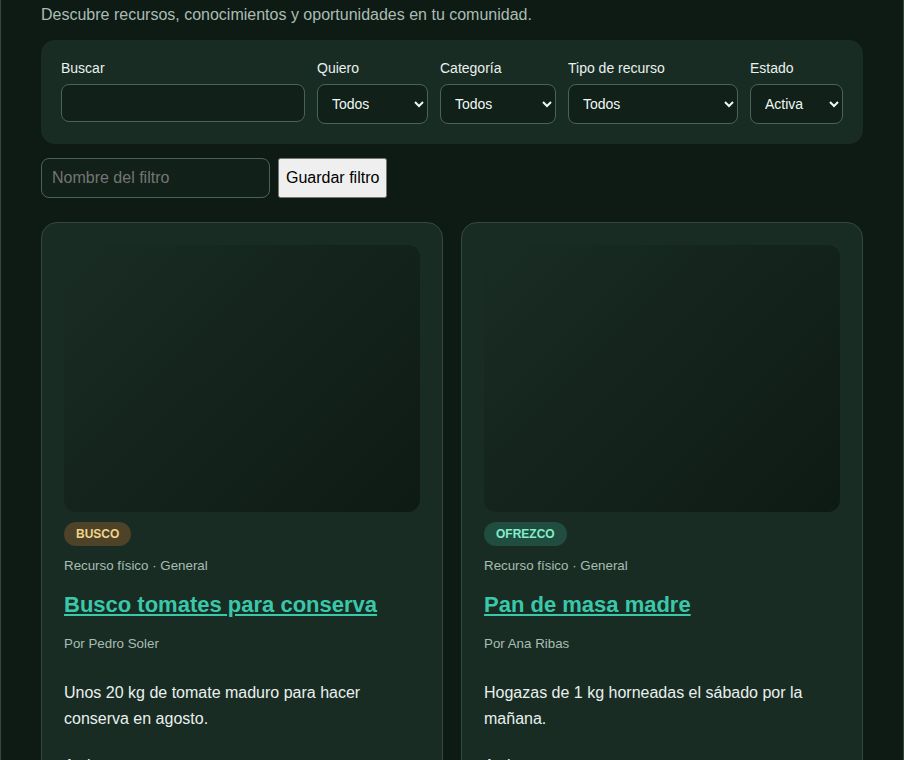 Descubre recursos, conocimientos y oportunidades en tu comunidad.
Buscar
Quiero
Categoría
Tipo de recurso
Estado
Todos
Todos
Todos
Activa
Nombre del filtro
Guardar filtro
BUSCO
Recurso físico · General
Busco tomates para conserva
Por Pedro Soler
Unos 20 kg de tomate maduro para hacer
conserva en agosto.
OFREZCO
Recurso físico · General
Pan de masa madre
Por Ana Ribas
Hogazas de 1 kg horneadas el sábado por la
mañana.